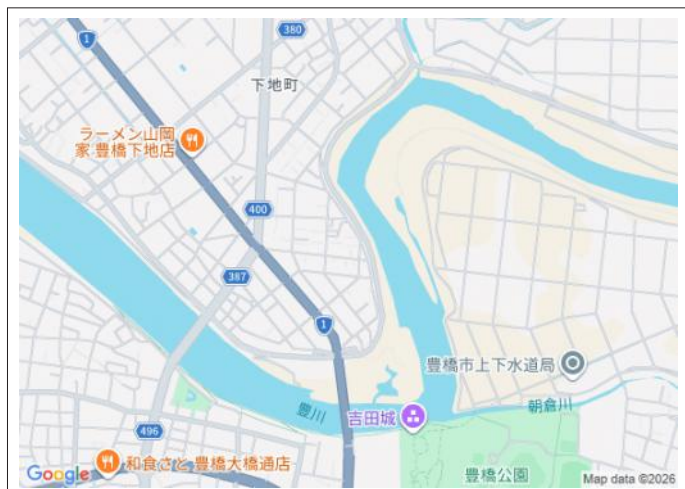 1
380
下地町
ラーメン山岡
家 豊橋下地店
400
387
1
豊橋市上下水道局
豊川
吉田城
朝倉川
496
和食さと 豊橋大橋通店
豊橋公園
Google
Map data ©2026